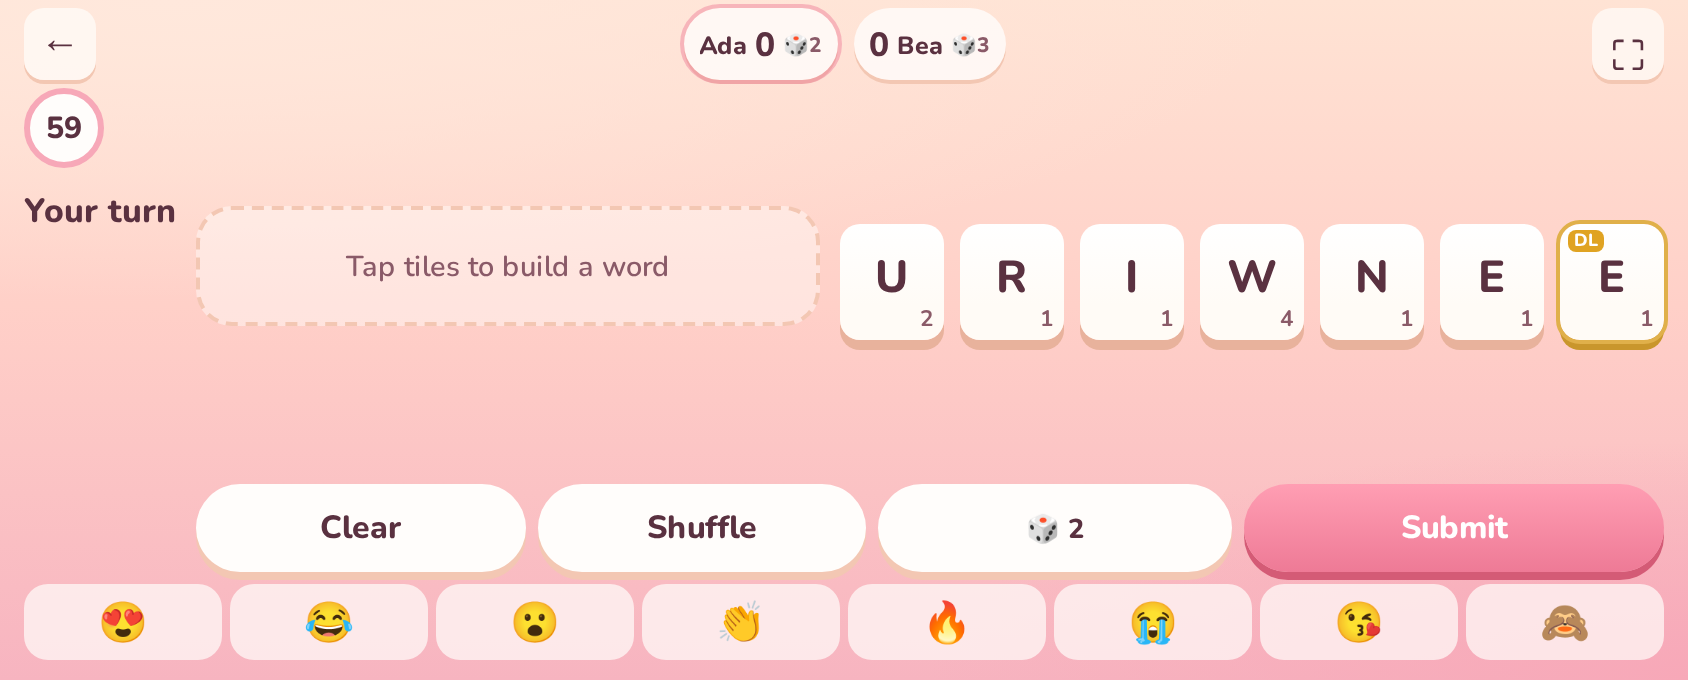 ←
Ada 0 🎲2
0 Bea 🎲3
59
Your turn
Tap tiles to build a word
U 2
R 1
I 1
W 4
N 1
E 1
DL E 1
Clear
Shuffle
🎲 2
Submit